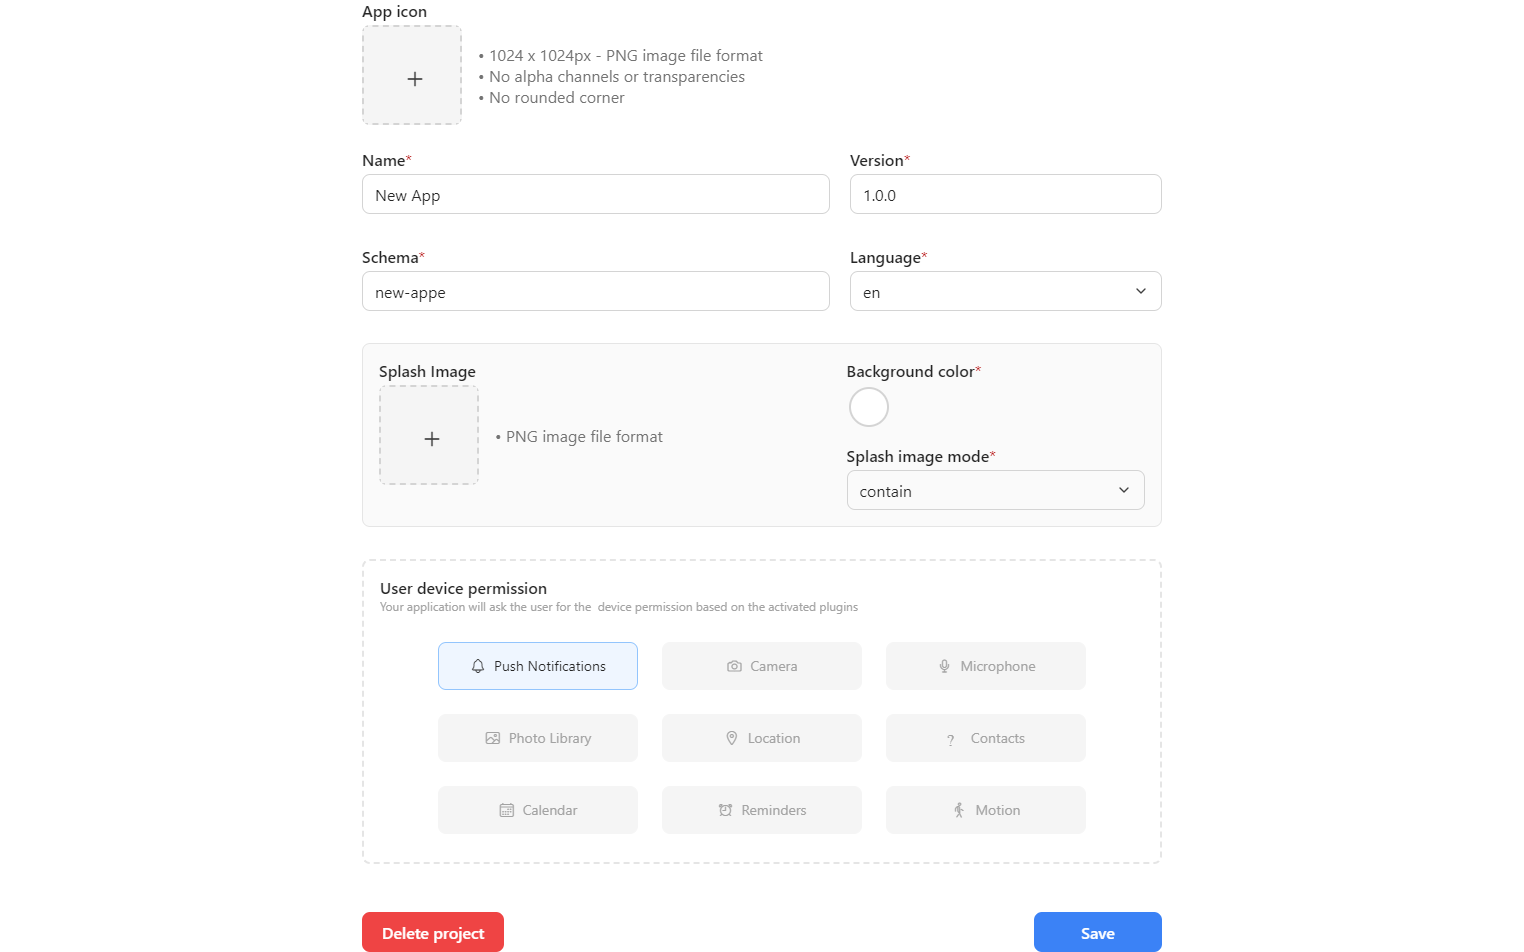 App icon
• 1024 x 1024px - PNG image file format
• No alpha channels or transparencies
• No rounded corner
Name*
Version*
New App
1.0.0
Schema*
Language*
new-appe
en
Splash Image
Background color*
• PNG image file format
Splash image mode*
contain
User device permission
Your application will ask the user for the  device permission based on the activated plugins
Push Notifications
Camera
Microphone
Photo Library
Location
? Contacts
Calendar
Reminders
Motion
Delete project
Save